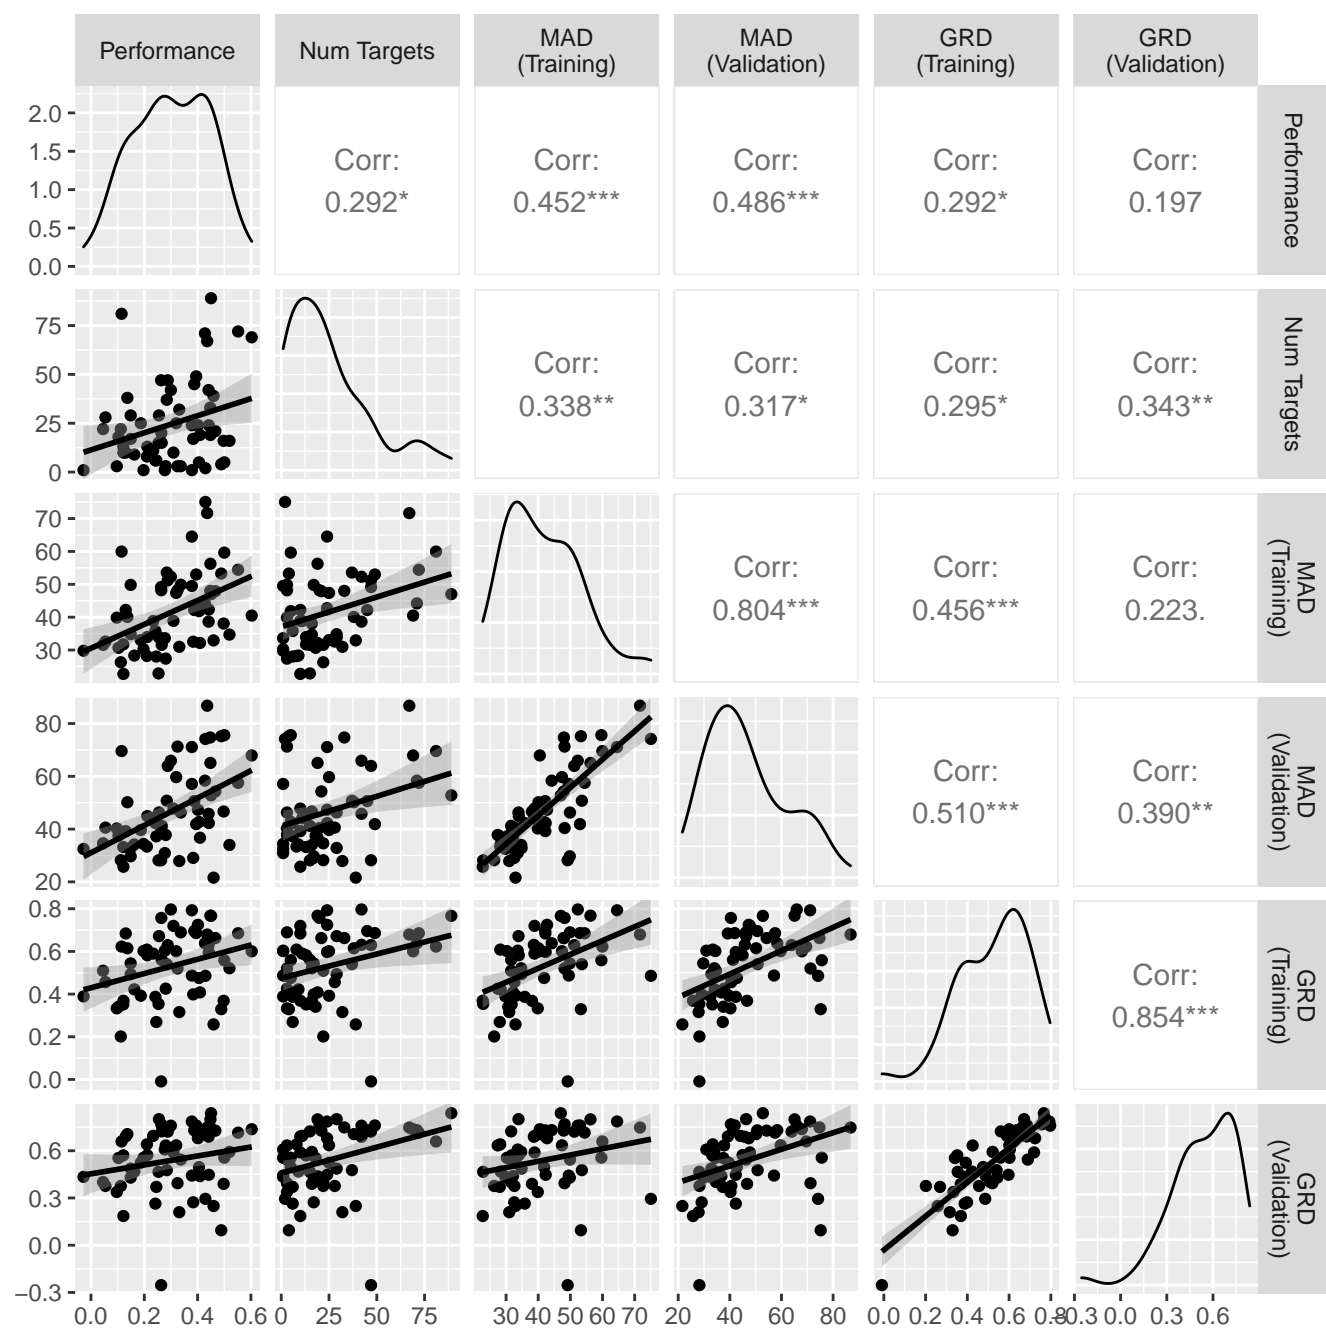 Performance
Num Targets
MAD
(Training)
MAD
(Validation)
GRD
(Training)
GRD
(Validation)
2.0
1.5
1.0
0.5
0.0
Corr:
0.292*
Corr:
0.452***
Corr:
0.486***
Corr:
0.292*
Corr:
0.197
Performance
75
50
25
0
Corr:
0.338**
Corr:
0.317*
Corr:
0.295*
Corr:
0.343**
Num Targets
70
60
50
40
30
Corr:
0.804***
Corr:
0.456***
Corr:
0.223.
MAD
(Training)
80
60
40
20
Corr:
0.510***
Corr:
0.390**
MAD
(Validation)
0.8
0.6
0.4
0.2
0.0
Corr:
0.854***
GRD
(Training)
0.6
0.3
0.0
−0.3
GRD
(Validation)
0.0 0.2 0.4 0.6
0 25 50 75
30 40 50 60 70
20 40 60 80
0.0 0.2 0.4 0.6 0.8
−0.3 0.0 0.3 0.6